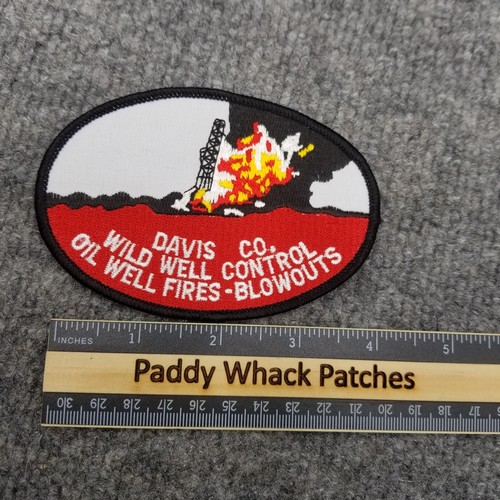 DAVIS CO.
WILD WELL CONTROL
OIL WELL FIRES-BLOWOUTS
INCHES 1 2 3 4 5
Paddy Whack Patches
30 29 28 27 26 25 24 23 22 21 20 19 18 17 16